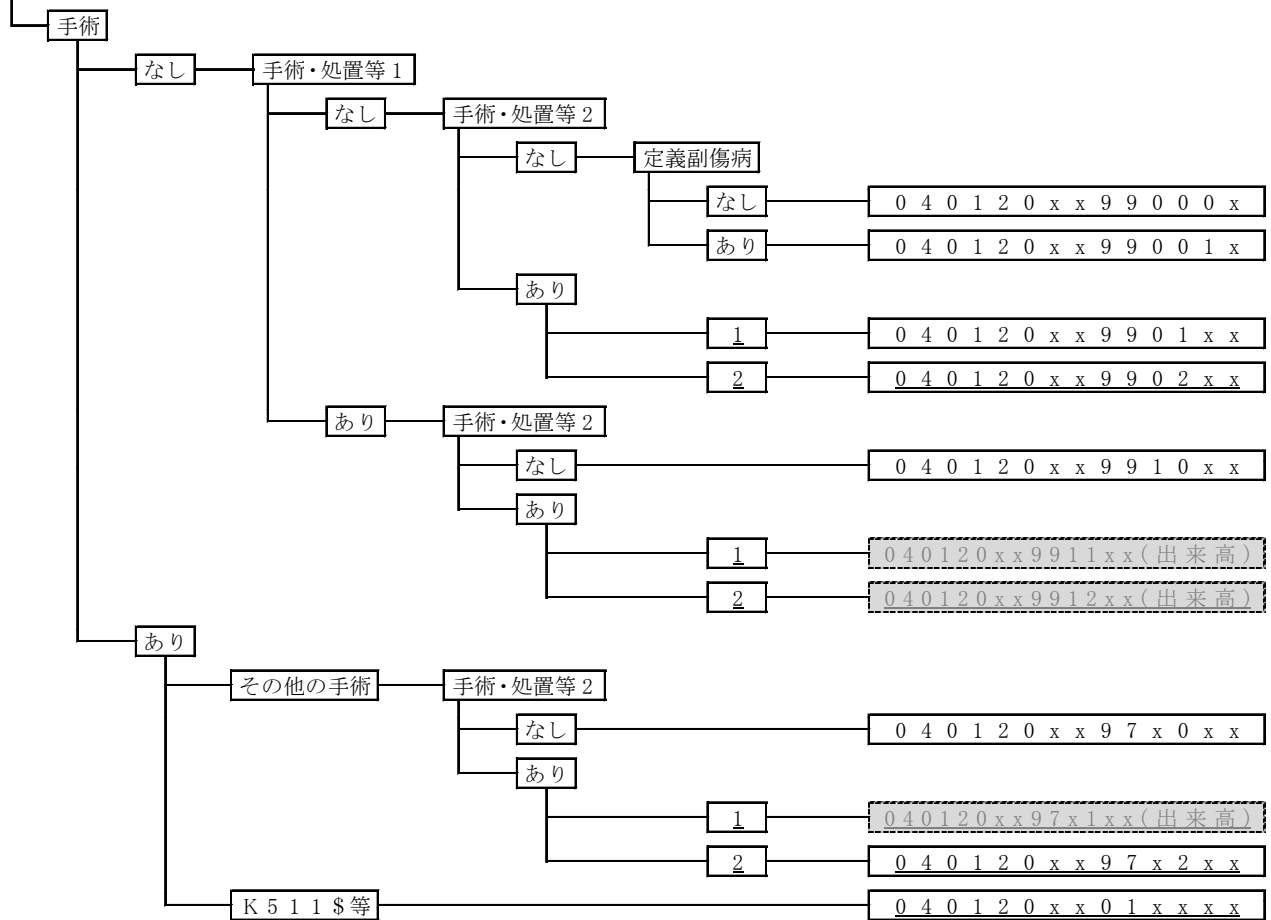 手術
なし 手術・処置等1
なし 手術・処置等2
なし 定義副傷病
なし 040120xx99000x
あり 040120xx99001x
あり
1 040120xx9901xx
2 040120xx9902xx
あり 手術・処置等2
なし 040120xx9910xx
あり
1 040120xx9911xx(出来高)
2 040120xx9912xx(出来高)
あり
その他の手術 手術・処置等2
なし 040120xx97x0xx
あり
1 040120xx97x1xx(出来高)
2 040120xx97x2xx
K511$等 040120xx01xxxx